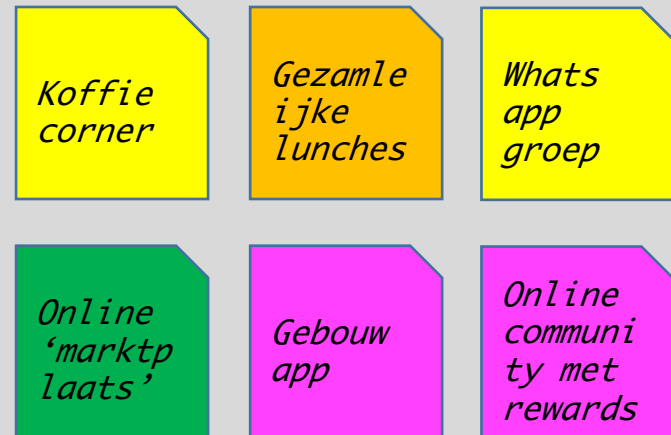 Koffie
corner
Gezamle
ijke
lunches
Whats
app
groep
Online
‘marktp
laats’
Gebouw
app
Online
communi
ty met
rewards